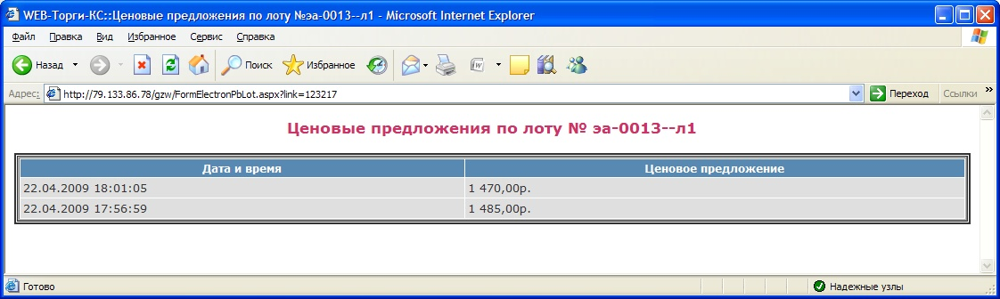 WEB-Торги-КС::Ценовые предложения по лоту №эа-0013--л1 - Microsoft Internet Explorer
Файл Правка Вид Избранное Сервис Справка
Назад Поиск Избранное
Адрес: http://79.133.86.78/gzw/FormElectronPbLot.aspx?link=123217 Переход Ссылки »
Ценовые предложения по лоту № эа-0013--л1
Дата и время Ценовое предложение
22.04.2009 18:01:05 1 470,00р.
22.04.2009 17:56:59 1 485,00р.
Готово Надежные узлы